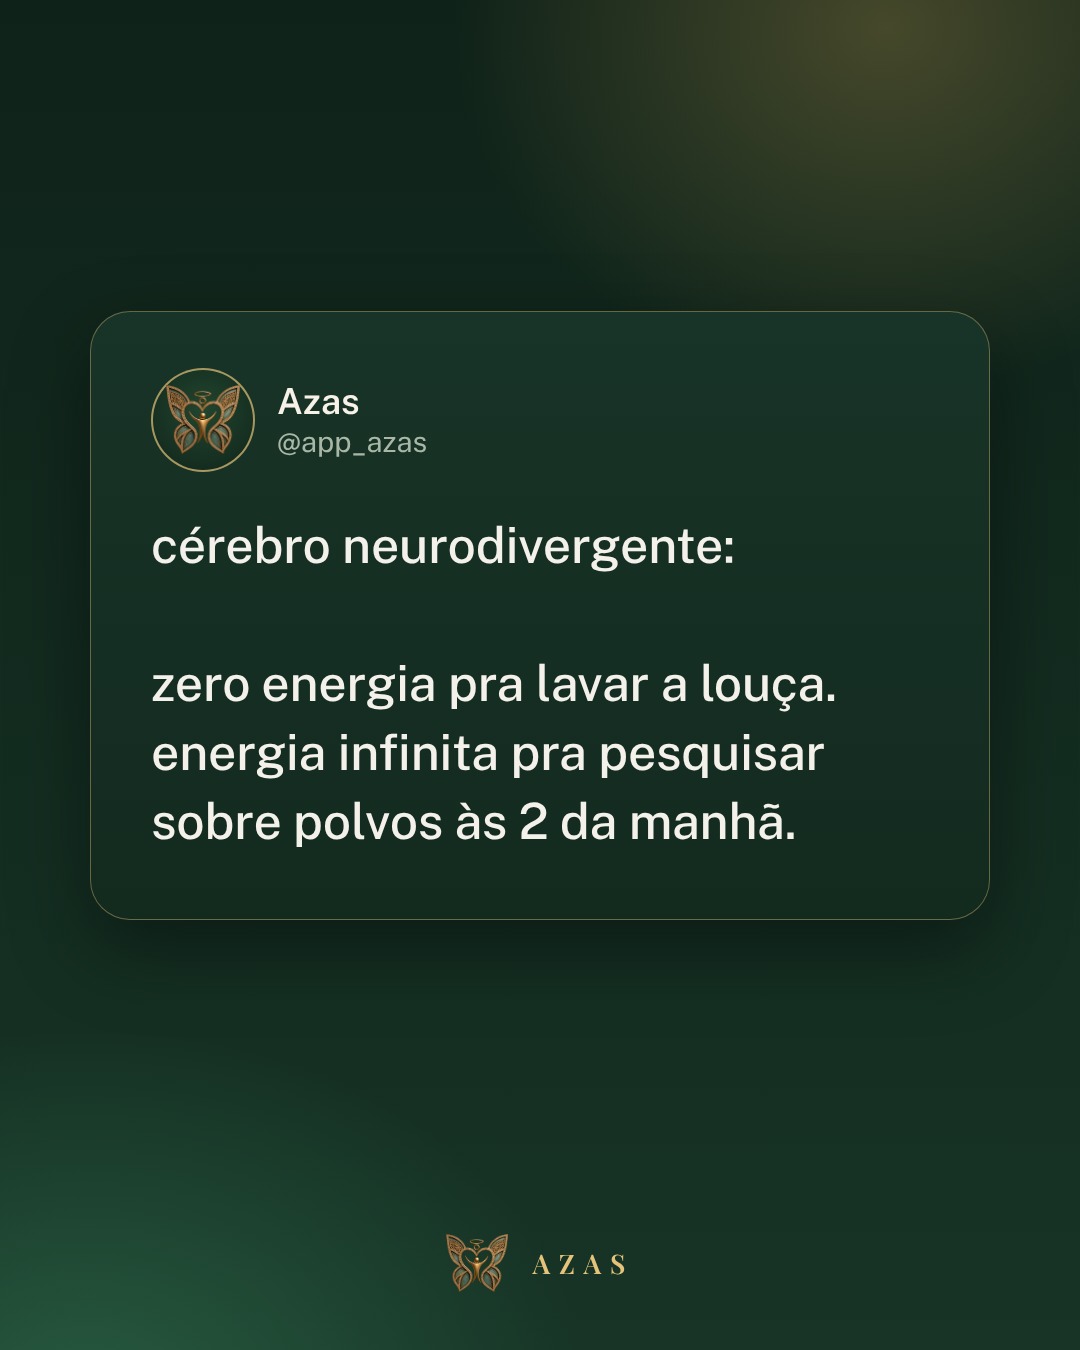 Azas
@app_azas
cérebro neurodivergente:
zero energia pra lavar a louça.
energia infinita pra pesquisar
sobre polvos às 2 da manhã.
AZAS